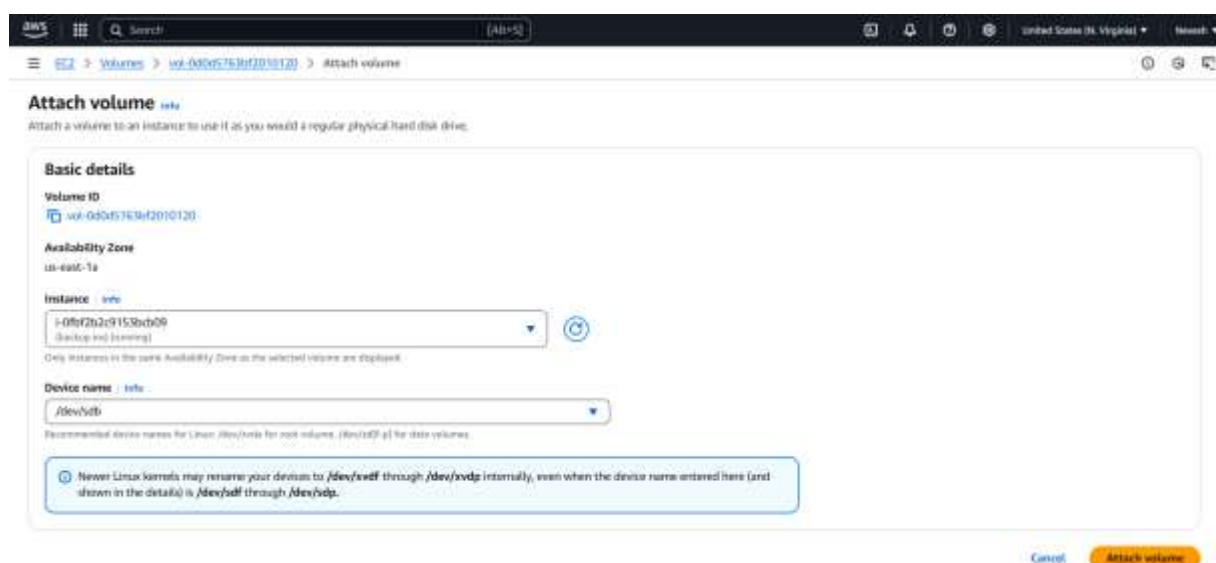 aws Search [Alt+S] United States (N. Virginia)
EC2 > Volumes > vol-0d0d5763bf2010120 > Attach volume
Attach volume Info
Attach a volume to an instance to use it as you would a regular physical hard disk drive.
Basic details
Volume ID
vol-0d0d5763bf2010120
Availability Zone
us-east-1a
Instance Info
i-0fbf2b2c9153bcb09
(backup ins) (running)
Only instances in the same Availability Zone as the selected volume are displayed.
Device name Info
/dev/sdb
Recommended device names for Linux: /dev/xvda for root volume. /dev/sd[f-p] for data volumes.
Newer Linux kernels may rename your devices to /dev/xvdf through /dev/xvdp internally, even when the device name entered here (and
shown in the details) is /dev/sdf through /dev/sdp.
Cancel Attach volume